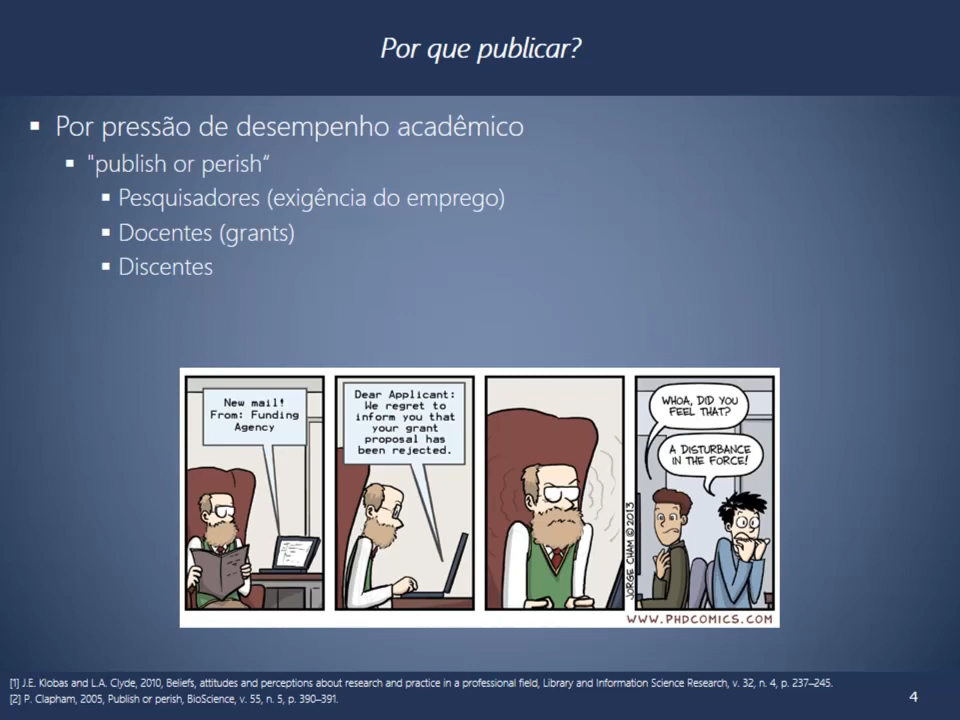 Por que publicar?
▪ Por pressão de desempenho acadêmico
▪ "publish or perish“
▪ Pesquisadores (exigência do emprego)
▪ Docentes (grants)
▪ Discentes
New mail!
From: Funding
Agency
Dear Applicant:
We regret to
inform you that
your grant
proposal has
been rejected.
WHOA, DID YOU
FEEL THAT?
A DISTURBANCE
IN THE FORCE!
JORGE CHAM © 2013
WWW.PHDCOMICS.COM
[1] J.E. Klobas and L.A. Clyde, 2010, Beliefs, attitudes and perceptions about research and practice in a professional field, Library and Information Science Research, v. 32, n. 4, p. 237–245.
[2] P. Clapham, 2005, Publish or perish, BioScience, v. 55, n. 5, p. 390–391.
4